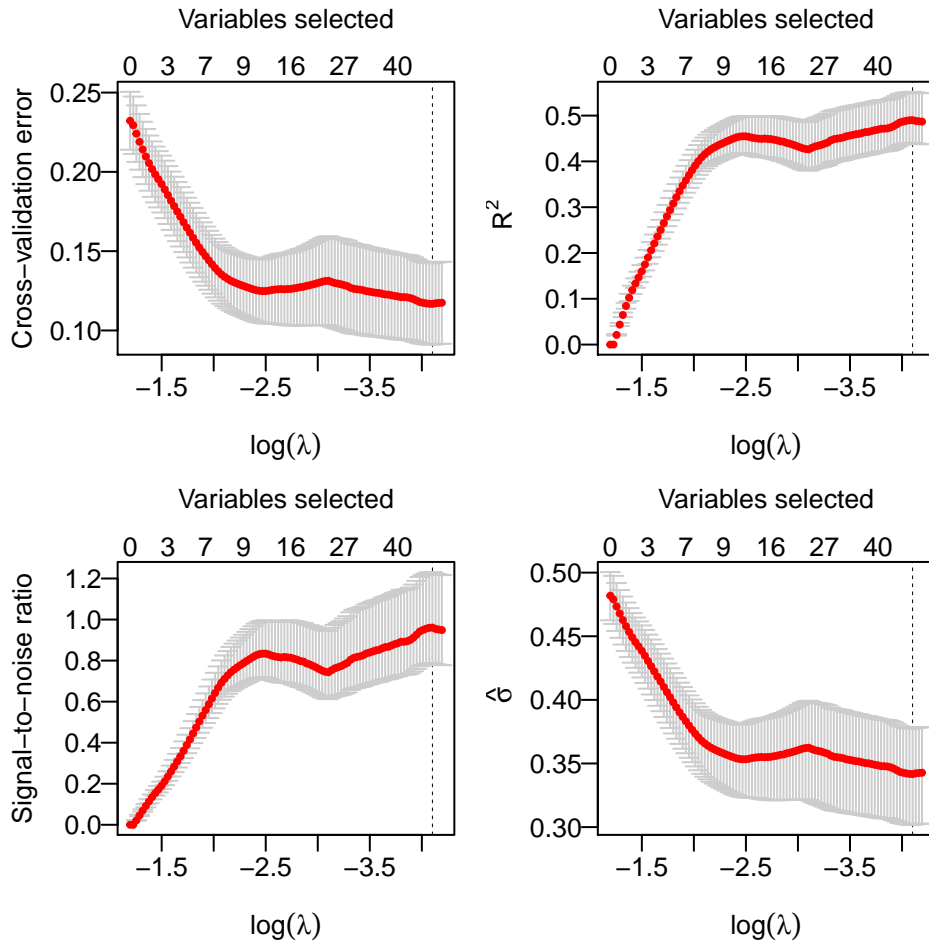 Variables selected
0 3 7 9 16 27 40
Cross−validation error
0.25
0.20
0.15
0.10
−1.5 −2.5 −3.5
log(λ)
Variables selected
0 3 7 9 16 27 40
R²
0.5
0.4
0.3
0.2
0.1
0.0
−1.5 −2.5 −3.5
log(λ)
Variables selected
0 3 7 9 16 27 40
Signal−to−noise ratio
1.2
1.0
0.8
0.6
0.4
0.2
0.0
−1.5 −2.5 −3.5
log(λ)
Variables selected
0 3 7 9 16 27 40
σ̂
0.50
0.45
0.40
0.35
0.30
−1.5 −2.5 −3.5
log(λ)